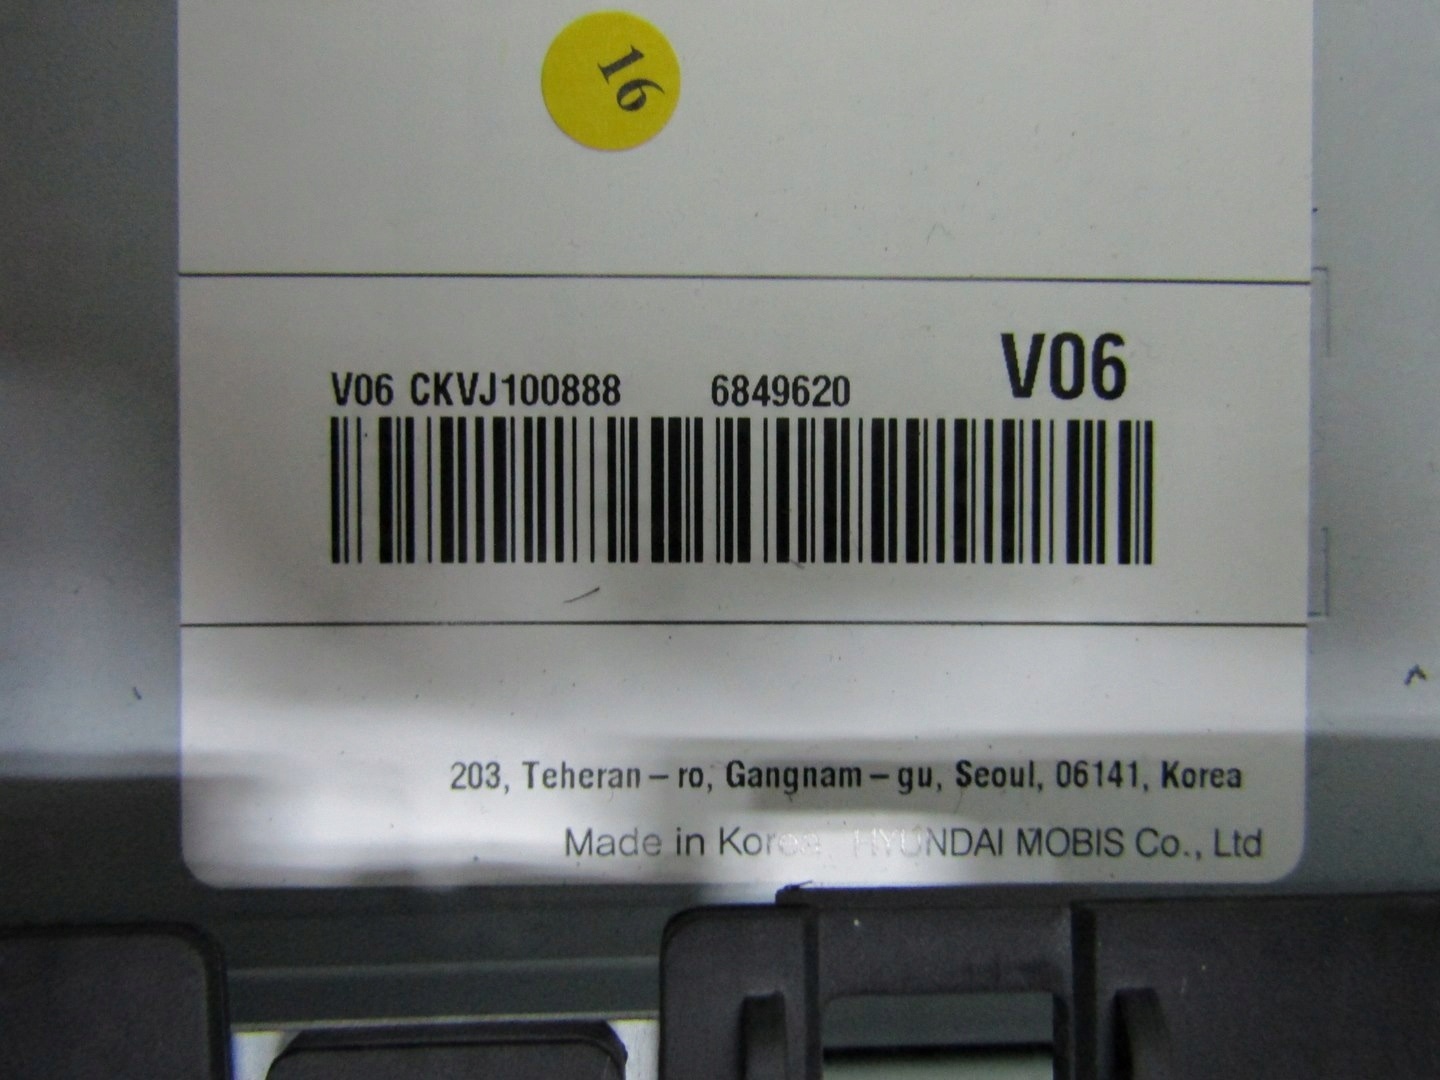 16
V06
V06 CKVJ100888 6849620
203, Teheran-ro, Gangnam-gu, Seoul, 06141, Korea
Made in Korea HYUNDAI MOBIS Co., Ltd